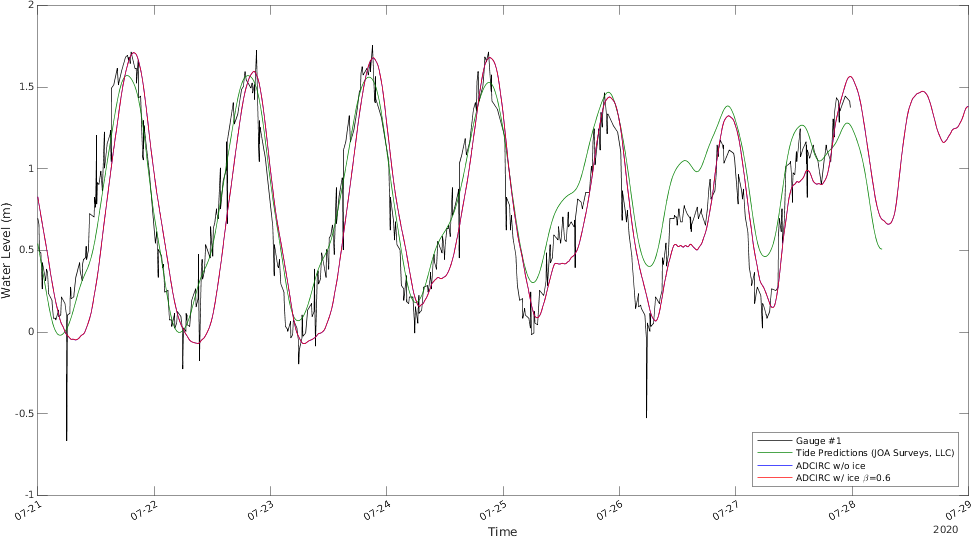 2
1.5
1
0.5
0
-0.5
-1
Water Level (m)
07-21
07-22
07-23
07-24
07-25
07-26
07-27
07-28
07-29
Time
2020
Gauge #1
Tide Predictions (JOA Surveys, LLC)
ADCIRC w/o ice
ADCIRC w/ ice β=0.6